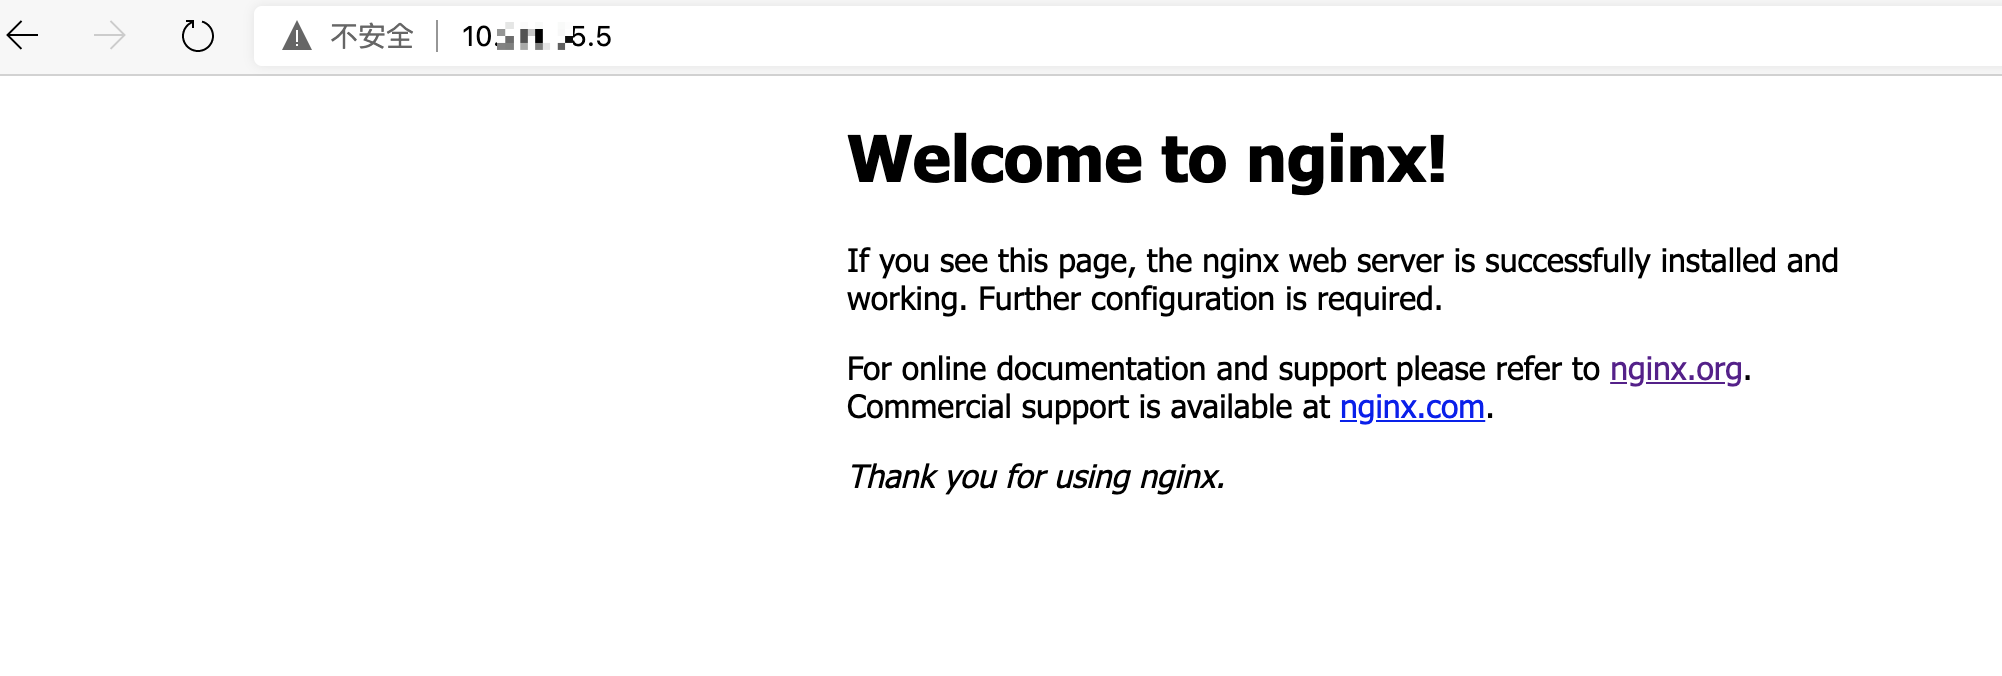 不安全
10. 5.5
Welcome to nginx!
If you see this page, the nginx web server is successfully installed and
working. Further configuration is required.
For online documentation and support please refer to nginx.org.
Commercial support is available at nginx.com.
Thank you for using nginx.